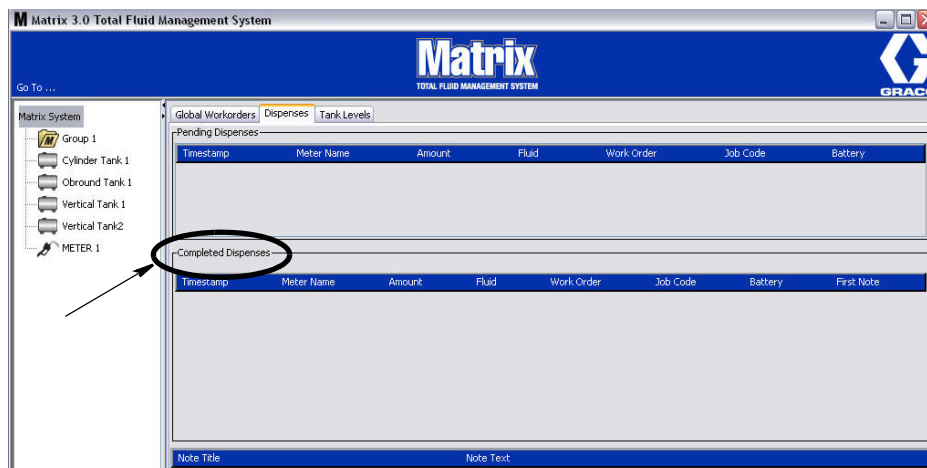 M Matrix 3.0 Total Fluid Management System
Matrix
TOTAL FLUID MANAGEMENT SYSTEM
GRACO
Go To ...
Matrix System
Group 1
Cylinder Tank 1
Obround Tank 1
Vertical Tank 1
Vertical Tank2
METER 1
Global Workorders Dispenses Tank Levels
Pending Dispenses
Timestamp Meter Name Amount Fluid Work Order Job Code Battery
Completed Dispenses
Timestamp Meter Name Amount Fluid Work Order Job Code Battery First Note
Note Title Note Text